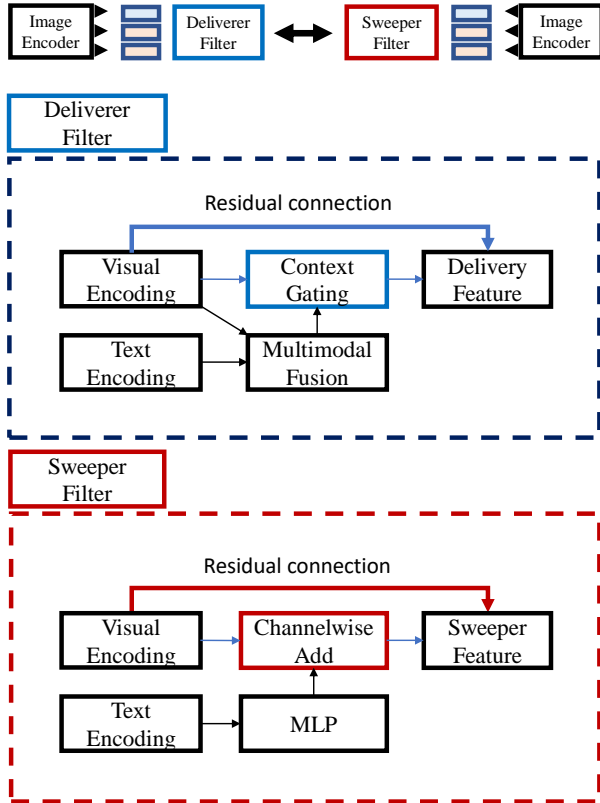 Image
Encoder
Deliverer
Filter
Sweeper
Filter
Image
Encoder
Deliverer
Filter
Residual connection
Visual
Encoding
Context
Gating
Delivery
Feature
Text
Encoding
Multimodal
Fusion
Sweeper
Filter
Residual connection
Visual
Encoding
Channelwise
Add
Sweeper
Feature
Text
Encoding
MLP